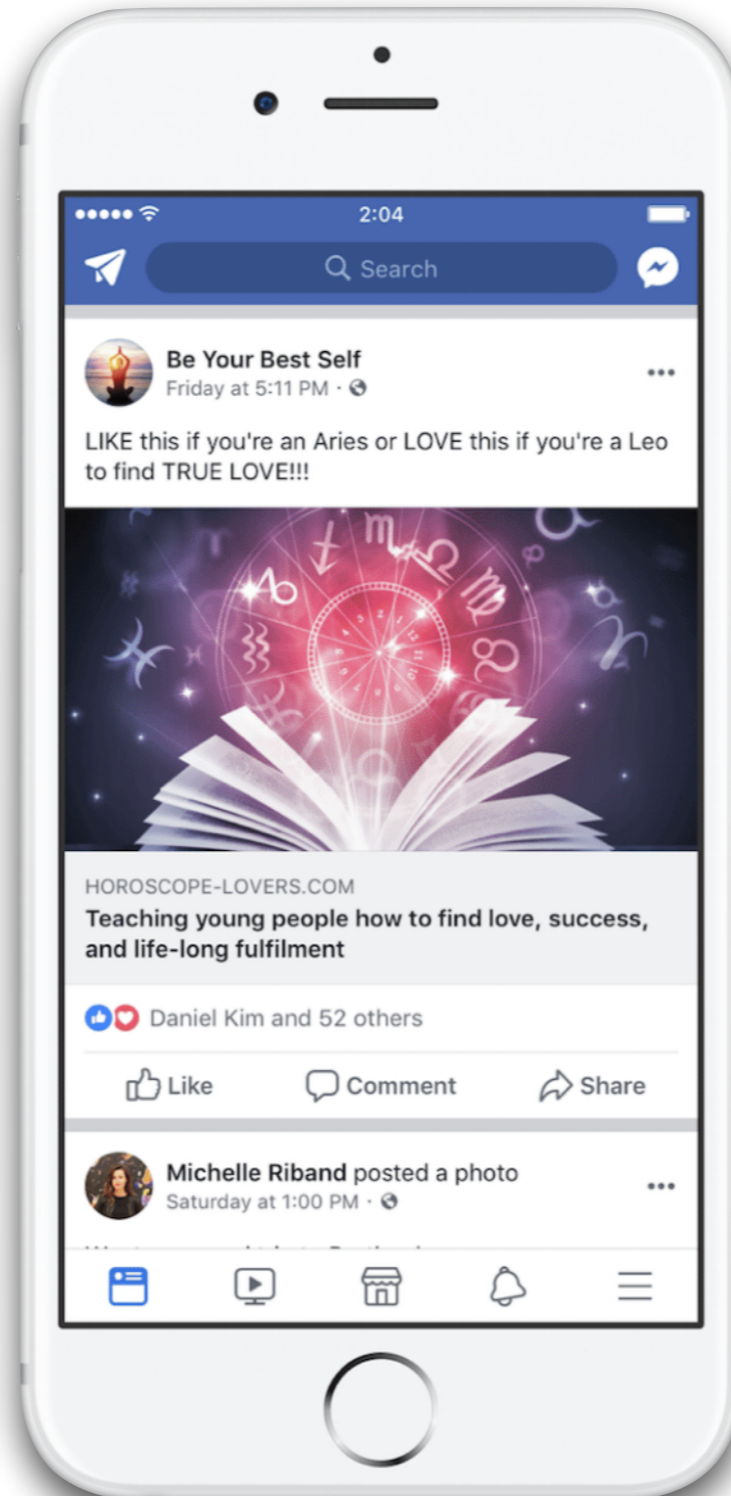 2:04
Search
Be Your Best Self
Friday at 5:11 PM ·
LIKE this if you're an Aries or LOVE this if you're a Leo
to find TRUE LOVE!!!
HOROSCOPE-LOVERS.COM
Teaching young people how to find love, success,
and life-long fulfilment
Daniel Kim and 52 others
Like Comment Share
Michelle Riband posted a photo
Saturday at 1:00 PM ·